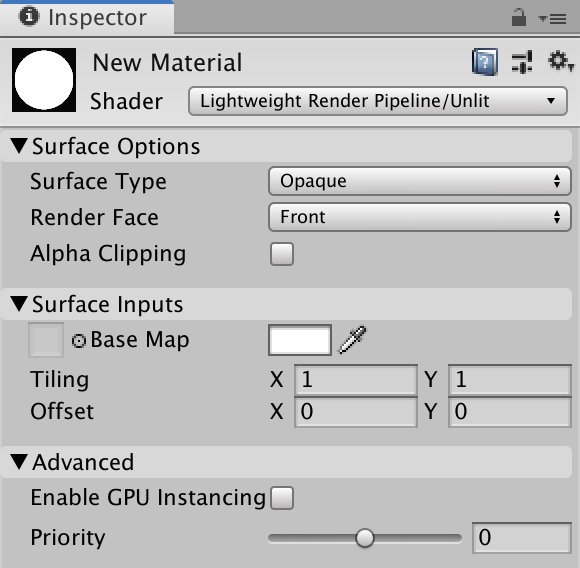 Inspector
New Material
Shader Lightweight Render Pipeline/Unlit
Surface Options
Surface Type Opaque
Render Face Front
Alpha Clipping
Surface Inputs
Base Map
Tiling X 1 Y 1
Offset X 0 Y 0
Advanced
Enable GPU Instancing
Priority 0